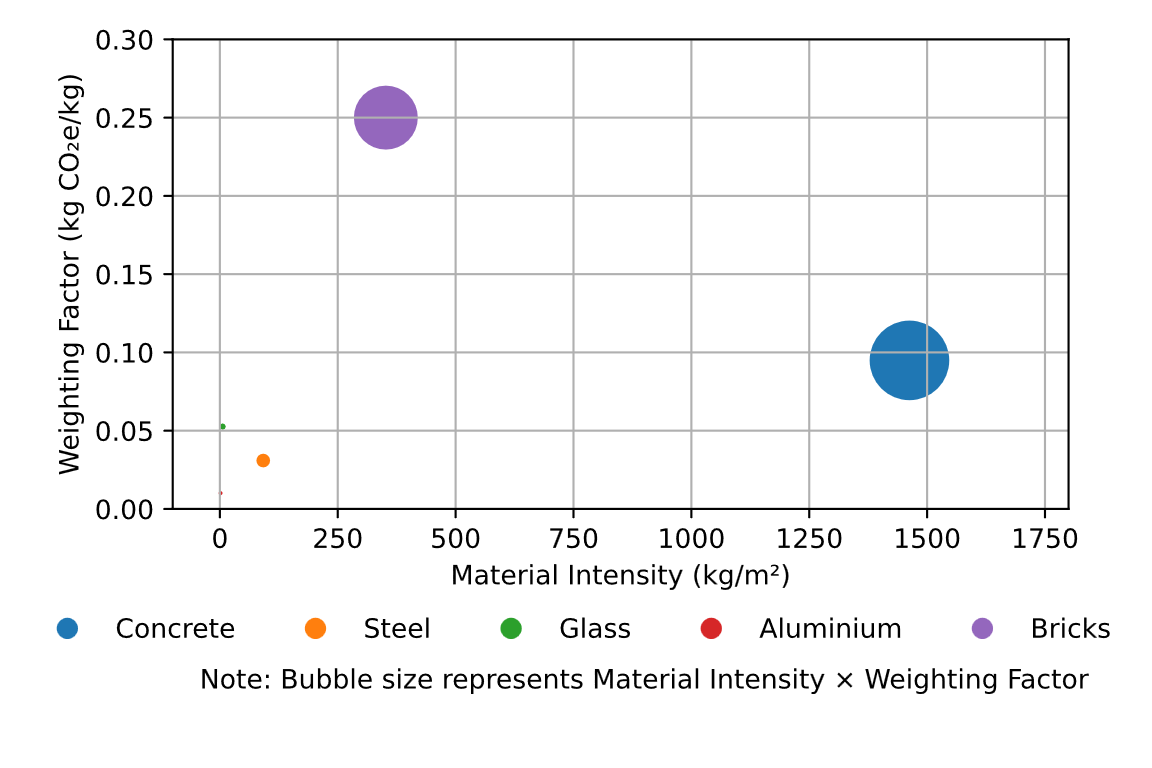 0.30
0.25
0.20
0.15
0.10
0.05
0.00
Weighting Factor (kg CO₂e/kg)
0 250 500 750 1000 1250 1500 1750
Material Intensity (kg/m²)
Concrete Steel Glass Aluminium Bricks
Note: Bubble size represents Material Intensity × Weighting Factor